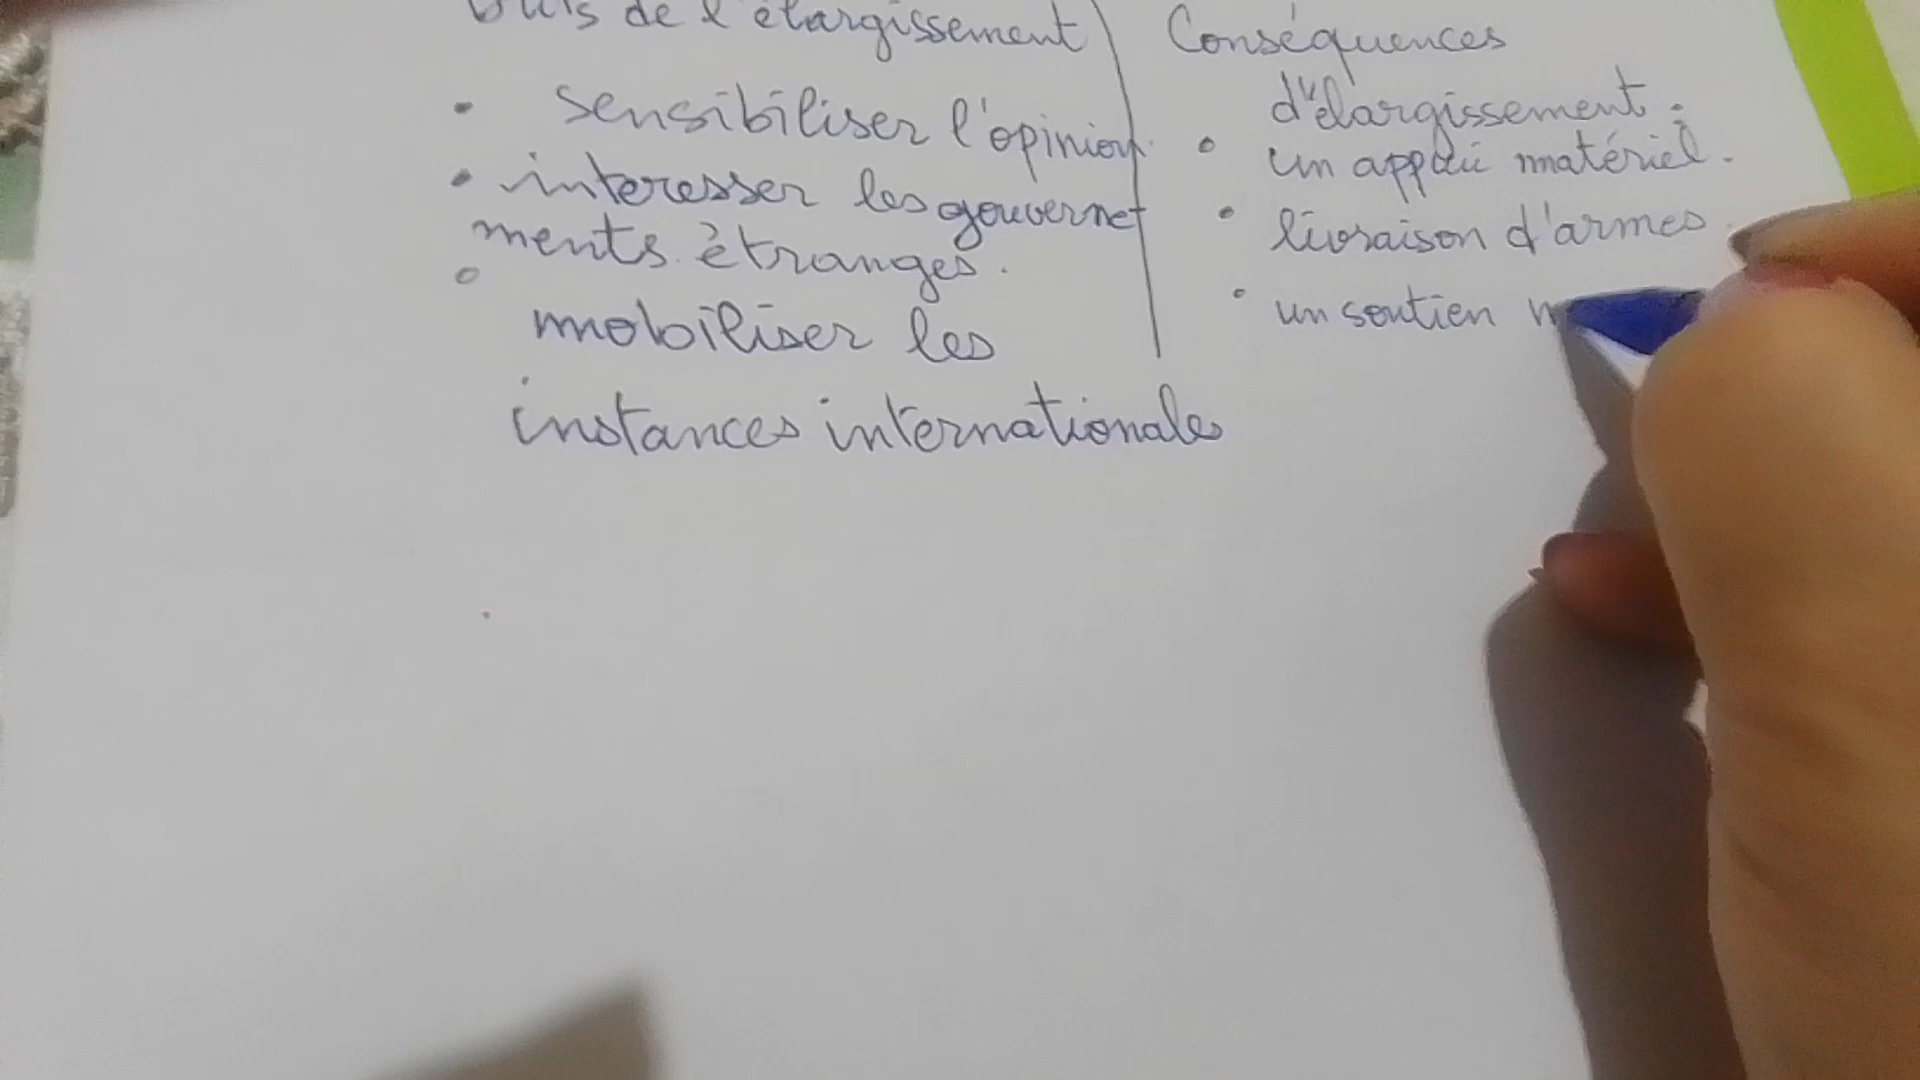 Buts de l'élargissement
• sensibiliser l'opinion.
• interesser les gouverne
ments ètranges.
mobiliser les
instances internationales
Conséquences
d'élargissement :
un appui matériel.
livraison d'armes.
un soutien